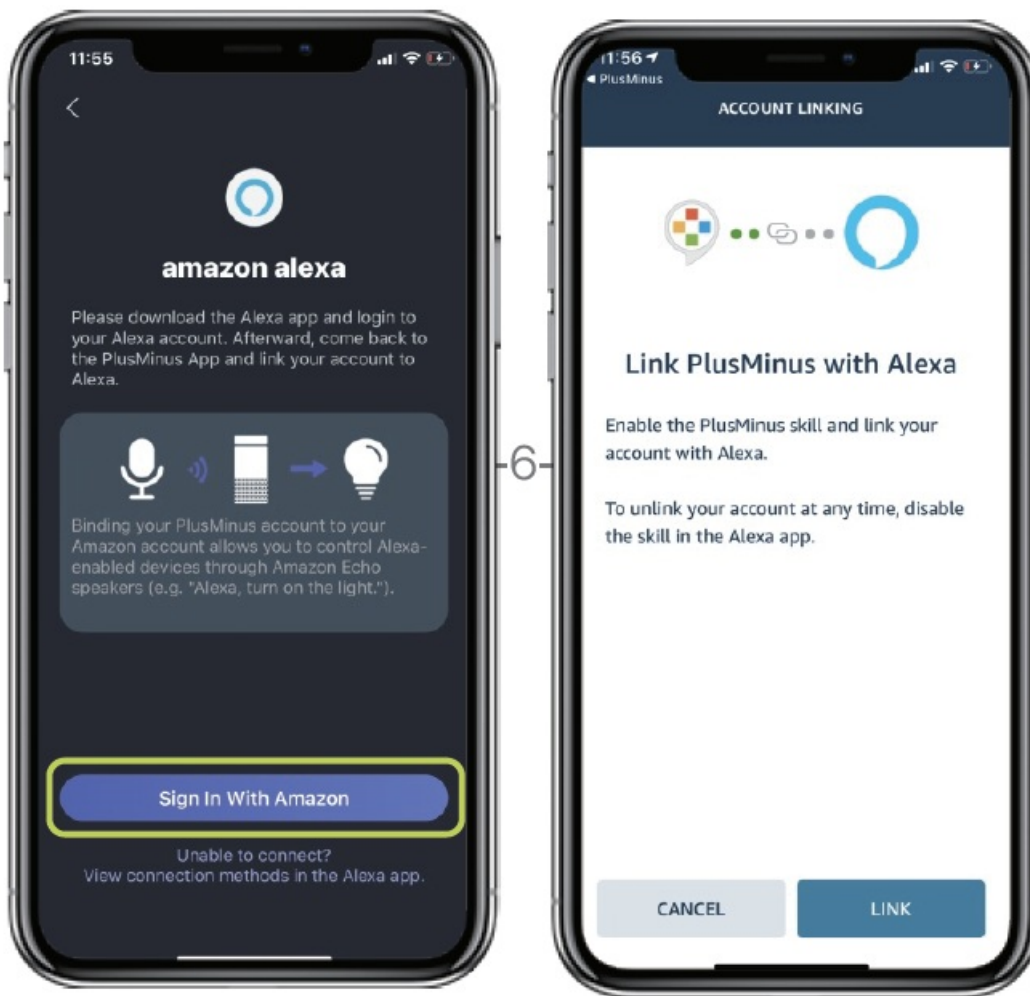 11:55
amazon alexa
Please download the Alexa app and login to
your Alexa account. Afterward, come back to
the PlusMinus App and link your account to
Alexa.
Binding your PlusMinus account to your
Amazon account allows you to control Alexa-
enabled devices through Amazon Echo
speakers (e.g. "Alexa, turn on the light.").
Sign In With Amazon
Unable to connect?
View connection methods in the Alexa app.
-6-
11:56
PlusMinus
ACCOUNT LINKING
Link PlusMinus with Alexa
Enable the PlusMinus skill and link your
account with Alexa.
To unlink your account at any time, disable
the skill in the Alexa app.
CANCEL
LINK